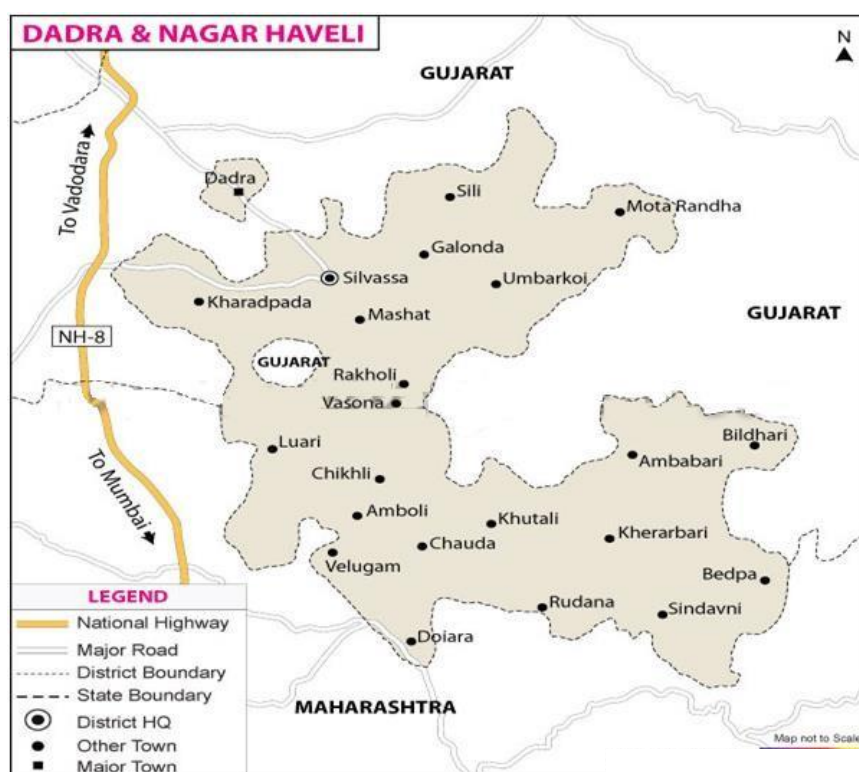 DADRA & NAGAR HAVELI
N
GUJARAT
To Vadodara
Dadra
Sili
Mota Randha
Galonda
Silvassa
Umbarkoi
Kharadpada
Mashat
GUJARAT
NH-8
GUJARAT
Rakholi
Vasona
Luari
Bildhari
Ambabari
To Mumbai
Chikhli
Amboli
Khutali
Chauda
Kherarbari
Velugam
Bedpa
Rudana
Sindavni
Doiara
MAHARASHTRA
LEGEND
National Highway
Major Road
District Boundary
State Boundary
District HQ
Other Town
Major Town
Map not to Scale